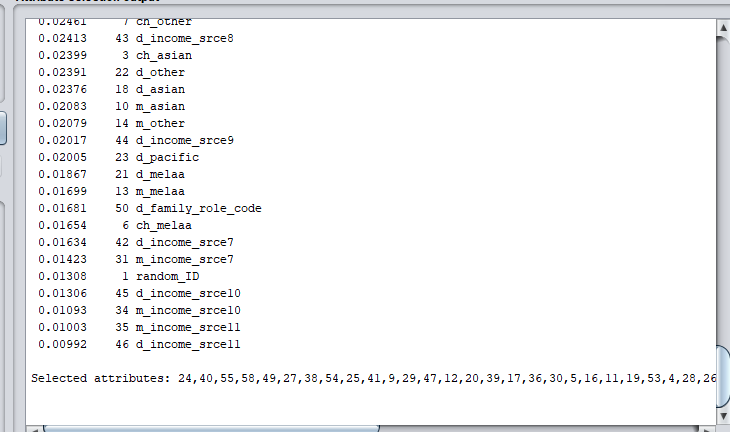 0.02461 7 ch_other
0.02413 43 d_income_srce8
0.02399 3 ch_asian
0.02391 22 d_other
0.02376 18 d_asian
0.02083 10 m_asian
0.02079 14 m_other
0.02017 44 d_income_srce9
0.02005 23 d_pacific
0.01867 21 d_melaa
0.01699 13 m_melaa
0.01681 50 d_family_role_code
0.01654 6 ch_melaa
0.01634 42 d_income_srce7
0.01423 31 m_income_srce7
0.01308 1 random_ID
0.01306 45 d_income_srce10
0.01093 34 m_income_srce10
0.01003 35 m_income_srce11
0.00992 46 d_income_srce11
Selected attributes: 24,40,55,58,49,27,38,54,25,41,9,29,47,12,20,39,17,36,30,5,16,11,19,53,4,28,26